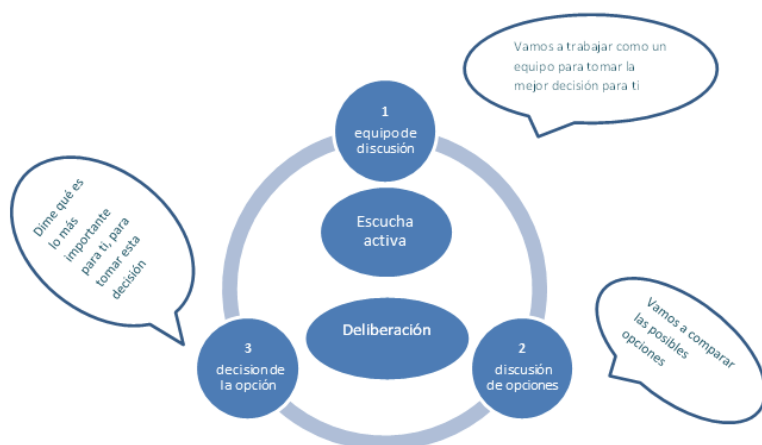 Vamos a trabajar como un
equipo para tomar la
mejor decisión para ti
1
equipo de
discusión
Escucha
activa
Dime qué es
lo más
importante
para ti, para
tomar esta
decisión
Deliberación
3
decision de
la opción
2
discusión
de opciones
Vamos a comparar
las posibles
opciones